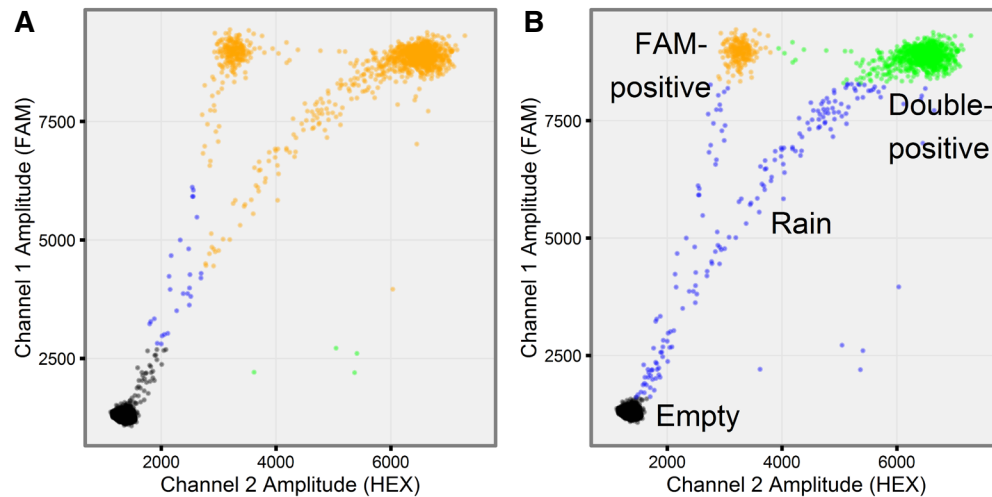 A
Channel 1 Amplitude (FAM)
7500
5000
2500
2000
4000
6000
Channel 2 Amplitude (HEX)
B
Channel 1 Amplitude (FAM)
7500
5000
2500
2000
4000
6000
Channel 2 Amplitude (HEX)
FAM-
positive
Double-
positive
Rain
Empty